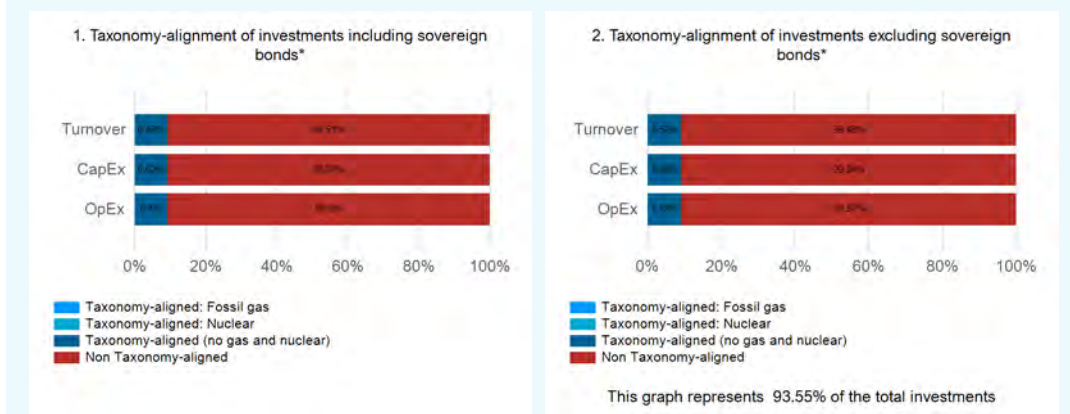 1. Taxonomy-alignment of investments including sovereign
bonds*
Turnover
CapEx
OpEx
0% 20% 40% 60% 80% 100%
Taxonomy-aligned: Fossil gas
Taxonomy-aligned: Nuclear
Taxonomy-aligned (no gas and nuclear)
Non Taxonomy-aligned
2. Taxonomy-alignment of investments excluding sovereign
bonds*
Turnover
CapEx
OpEx
0% 20% 40% 60% 80% 100%
Taxonomy-aligned: Fossil gas
Taxonomy-aligned: Nuclear
Taxonomy-aligned (no gas and nuclear)
Non Taxonomy-aligned
This graph represents 93.55% of the total investments